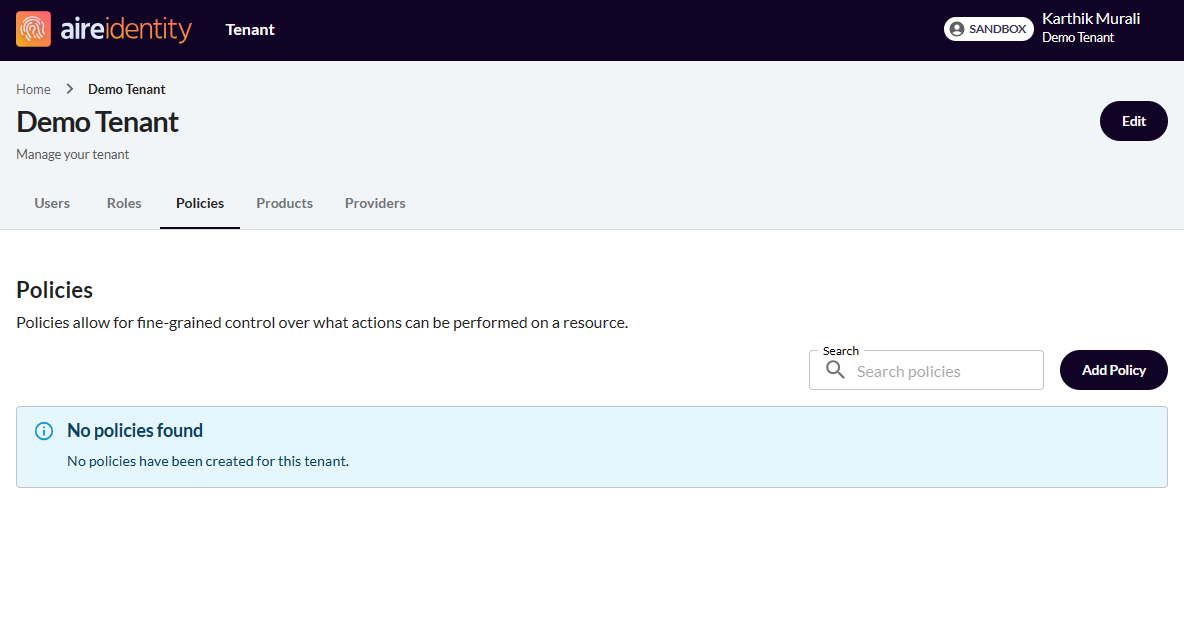 aireidentity Tenant SANDBOX Karthik Murali
Demo Tenant
Home Demo Tenant
Demo Tenant
Edit
Manage your tenant
Users Roles Policies Products Providers
Policies
Policies allow for fine-grained control over what actions can be performed on a resource.
Search
Search policies
Add Policy
No policies found
No policies have been created for this tenant.